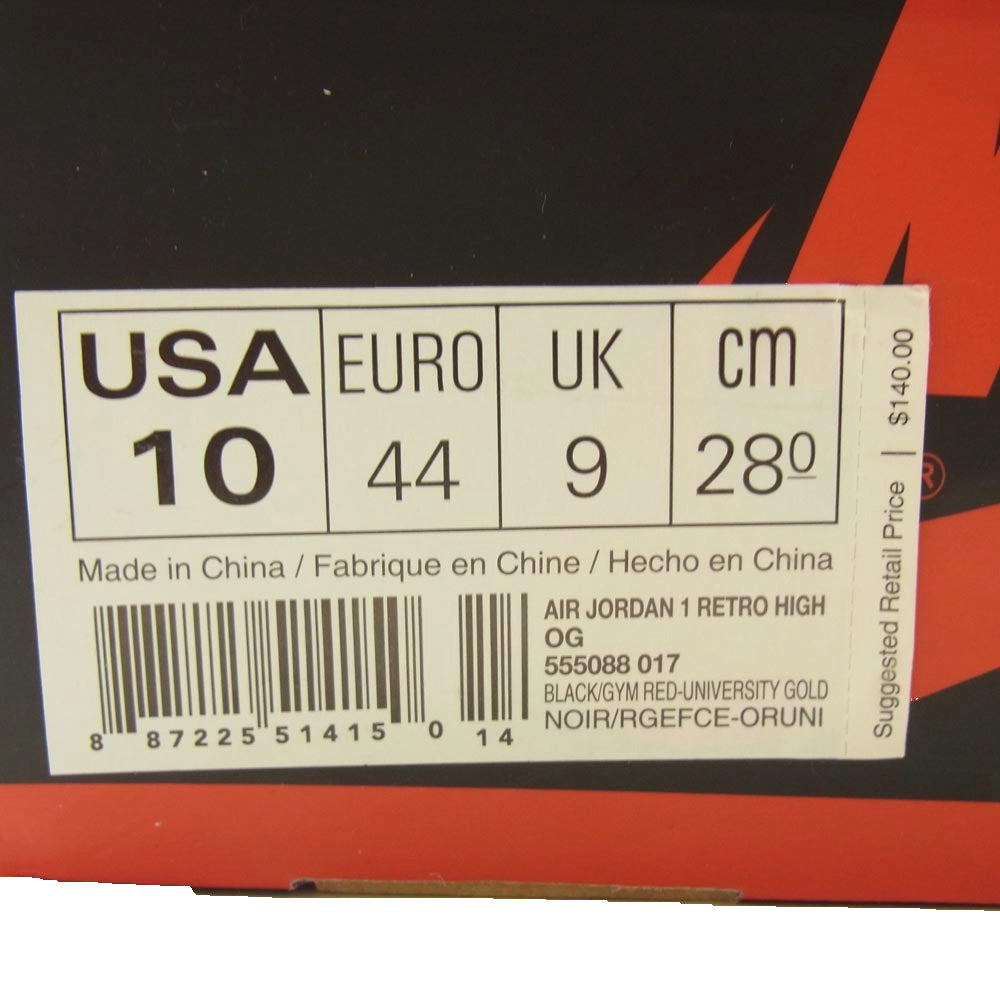 USA EURO UK cm
10 44 9 28⁰
Made in China / Fabrique en Chine / Hecho en China
AIR JORDAN 1 RETRO HIGH
OG
555088 017
BLACK/GYM RED-UNIVERSITY GOLD
NOIR/RGEFCE-ORUNI
8 87225 51415 0 14
Suggested Retail Price | $140.00
®